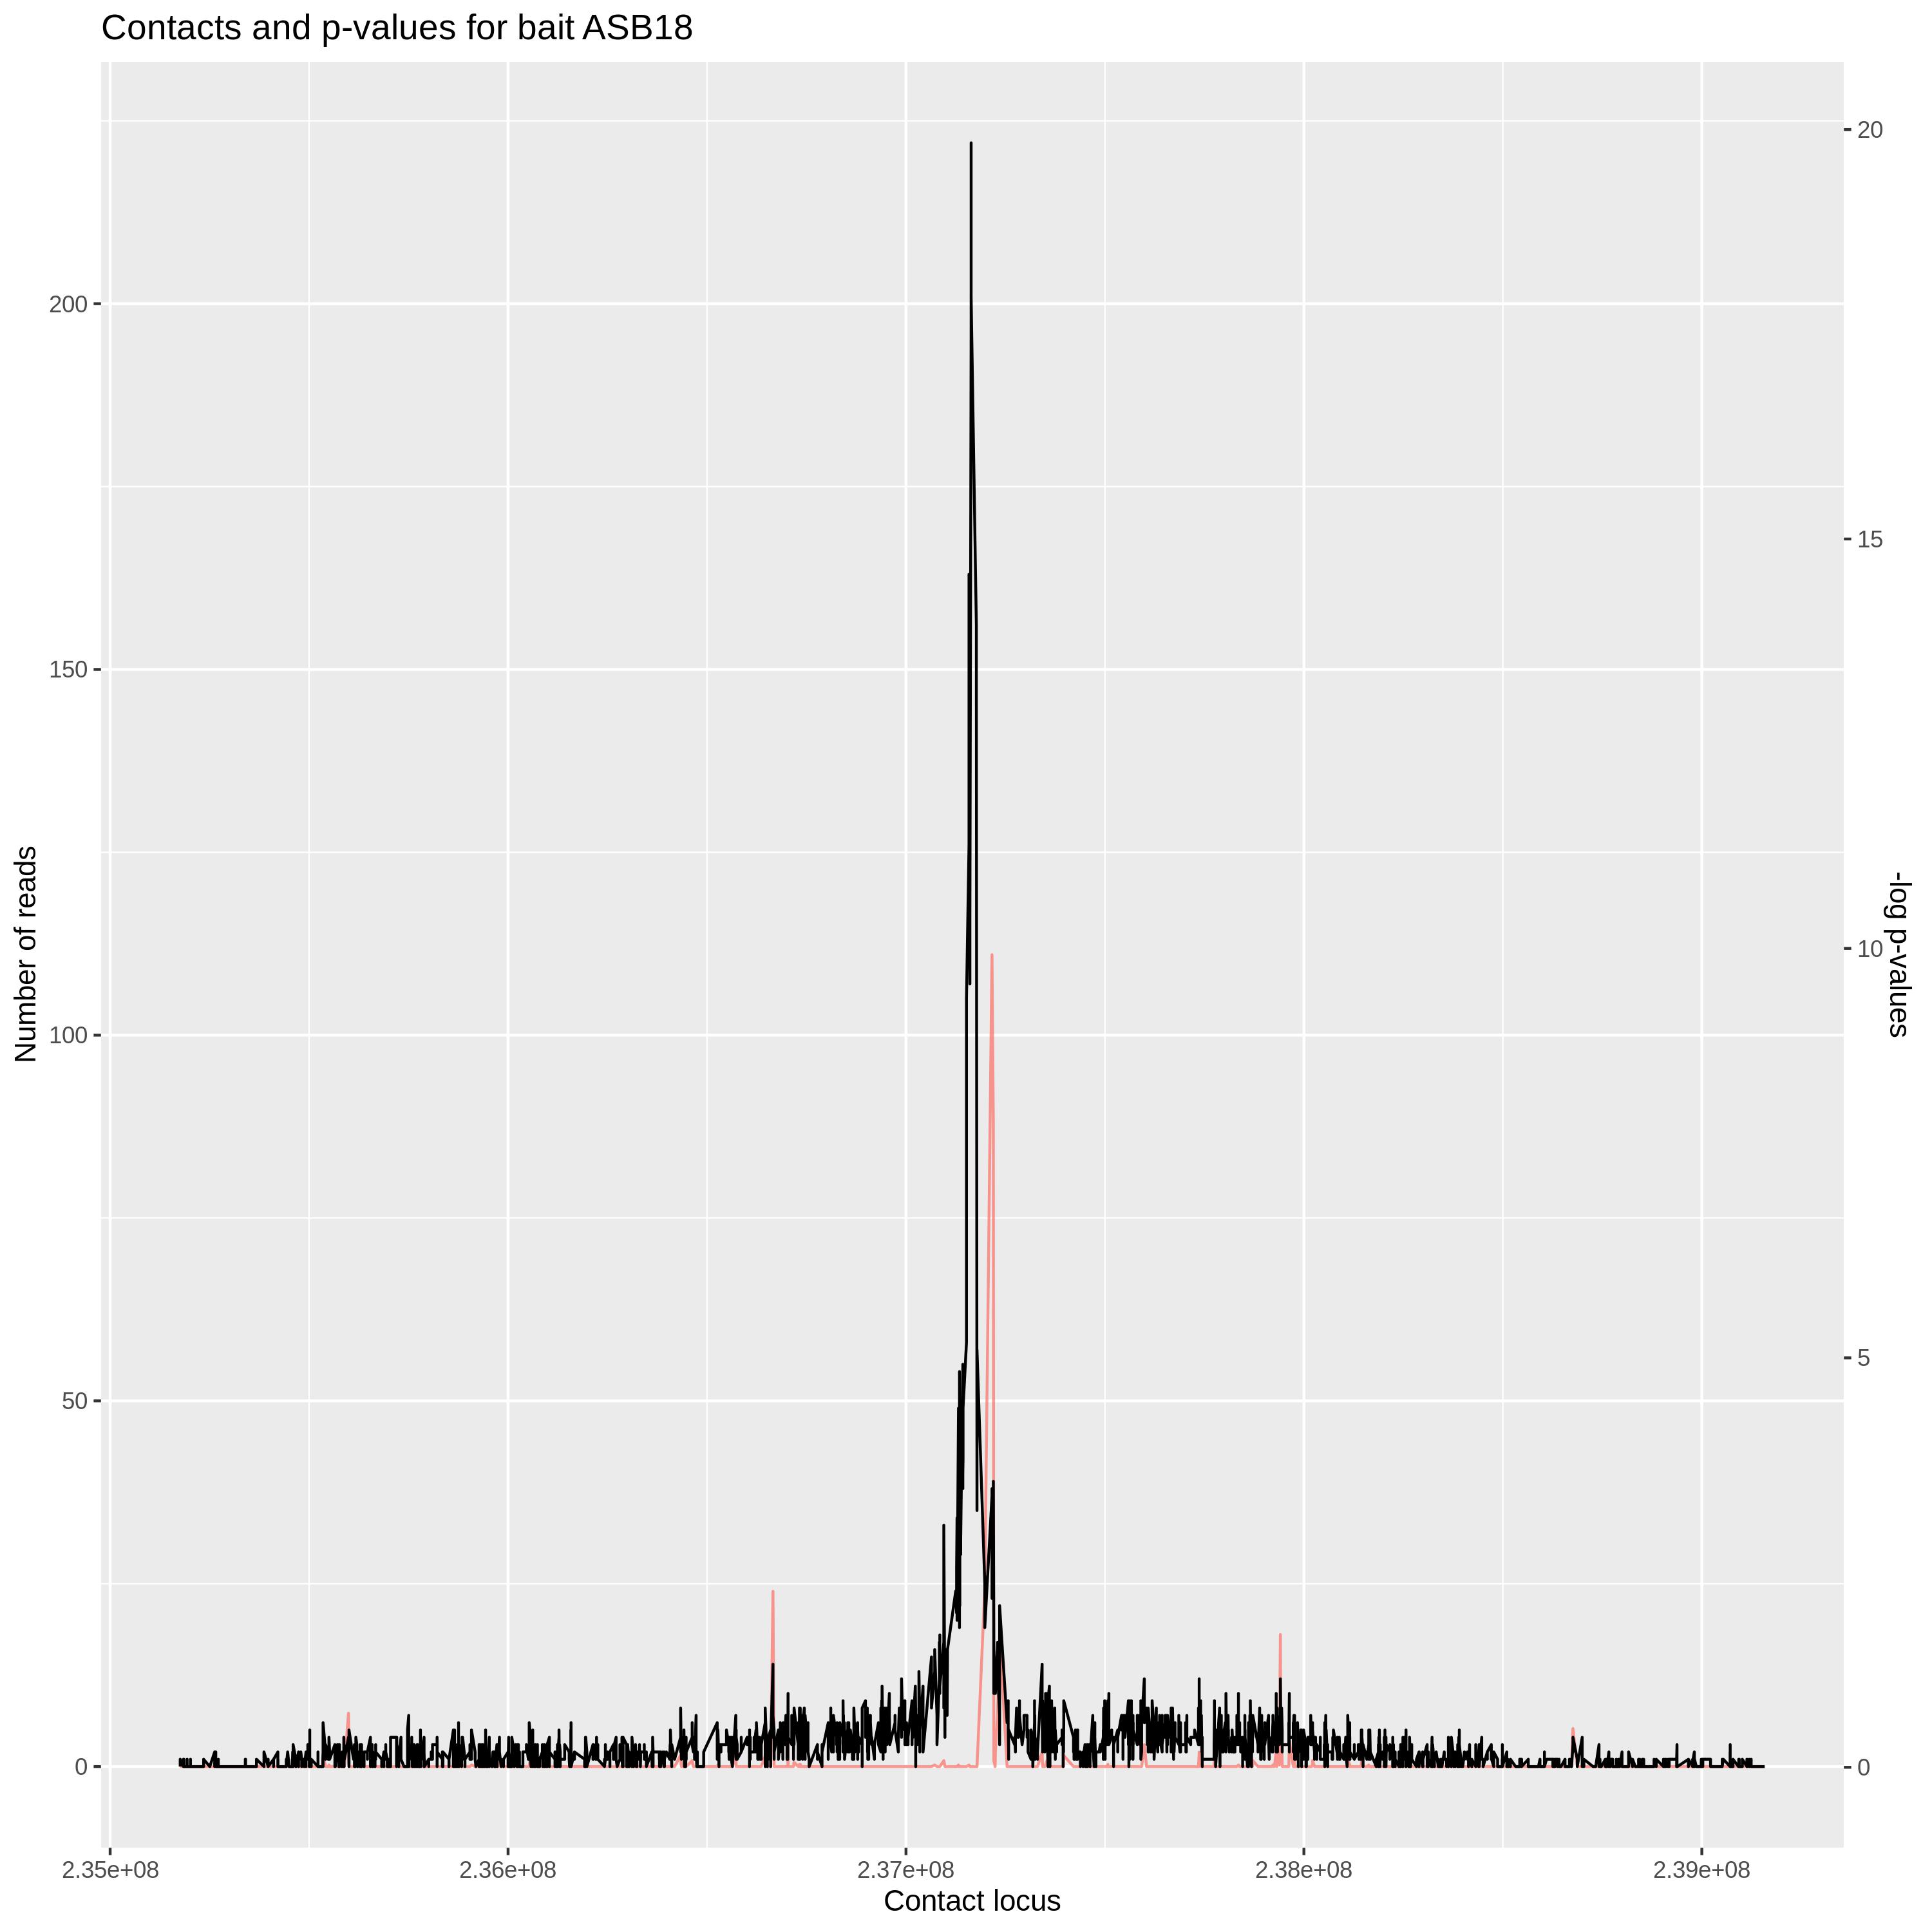 Contacts and p-values for bait ASB18
Number of reads
200
150
100
50
0
20
15
10
5
0
-log p-values
2.35e+08
2.36e+08
2.37e+08
2.38e+08
2.39e+08
Contact locus